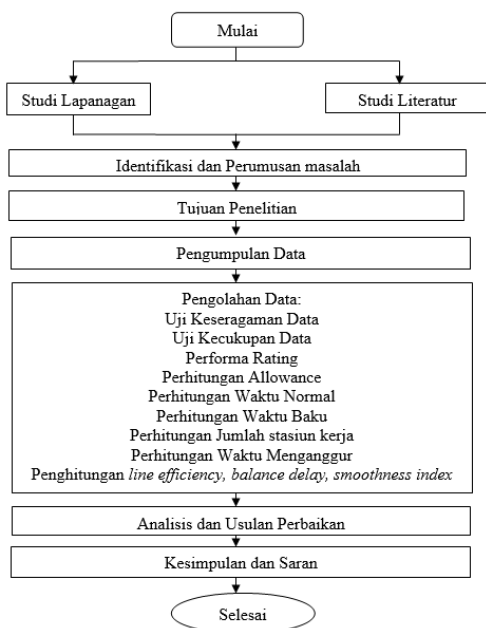 Mulai
Studi Lapanagan
Studi Literatur
Identifikasi dan Perumusan masalah
Tujuan Penelitian
Pengumpulan Data
Pengolahan Data:
Uji Keseragaman Data
Uji Kecukupan Data
Performa Rating
Perhitungan Allowance
Perhitungan Waktu Normal
Perhitungan Waktu Baku
Perhitungan Jumlah stasiun kerja
Perhitungan Waktu Menganggur
Penghitungan line efficiency, balance delay, smoothness index
Analisis dan Usulan Perbaikan
Kesimpulan dan Saran
Selesai